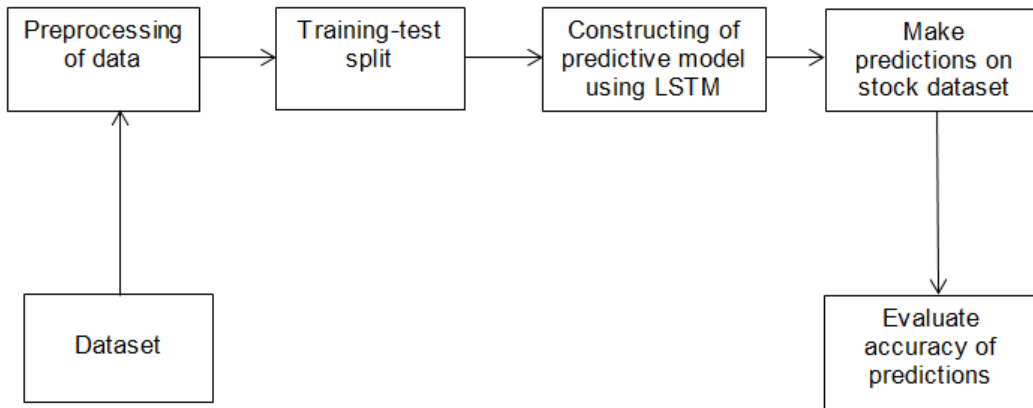 Preprocessing
of data
Training-test
split
Constructing of
predictive model
using LSTM
Make
predictions on
stock dataset
Dataset
Evaluate
accuracy of
predictions